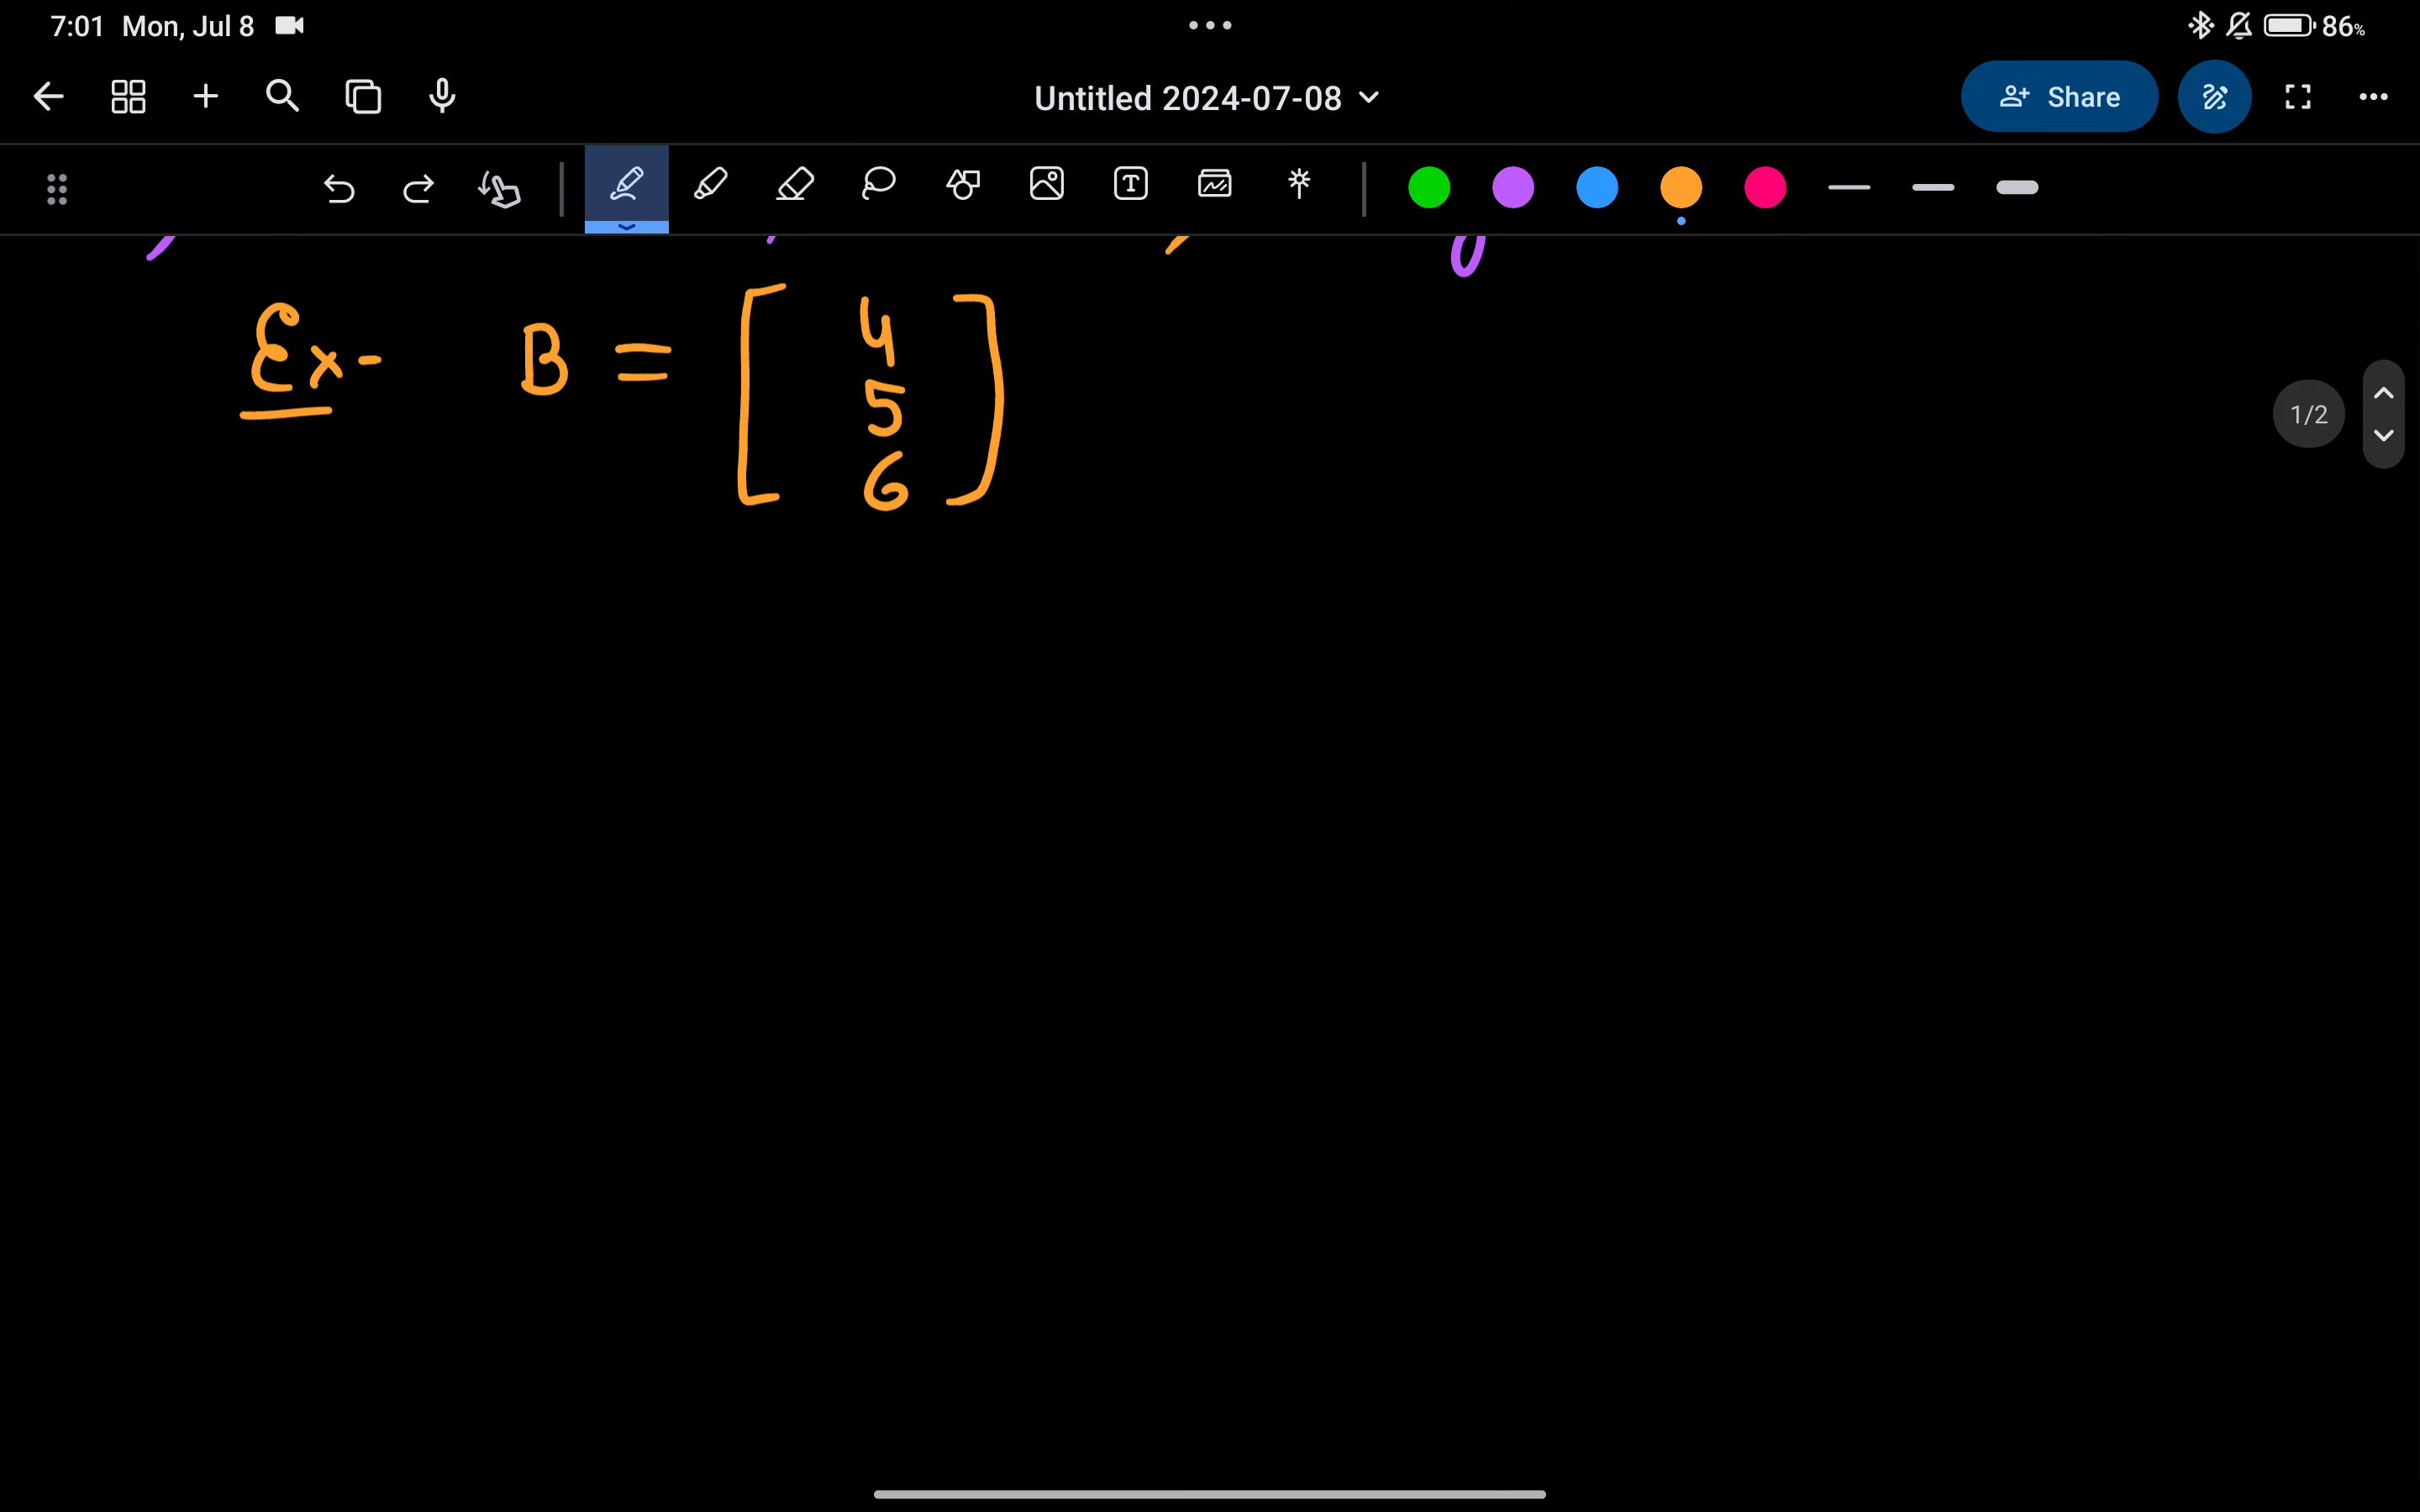 7:01 Mon, Jul 8 86%
Untitled 2024-07-08 Share
Ex- B = [ 4
5
6 ]
1/2